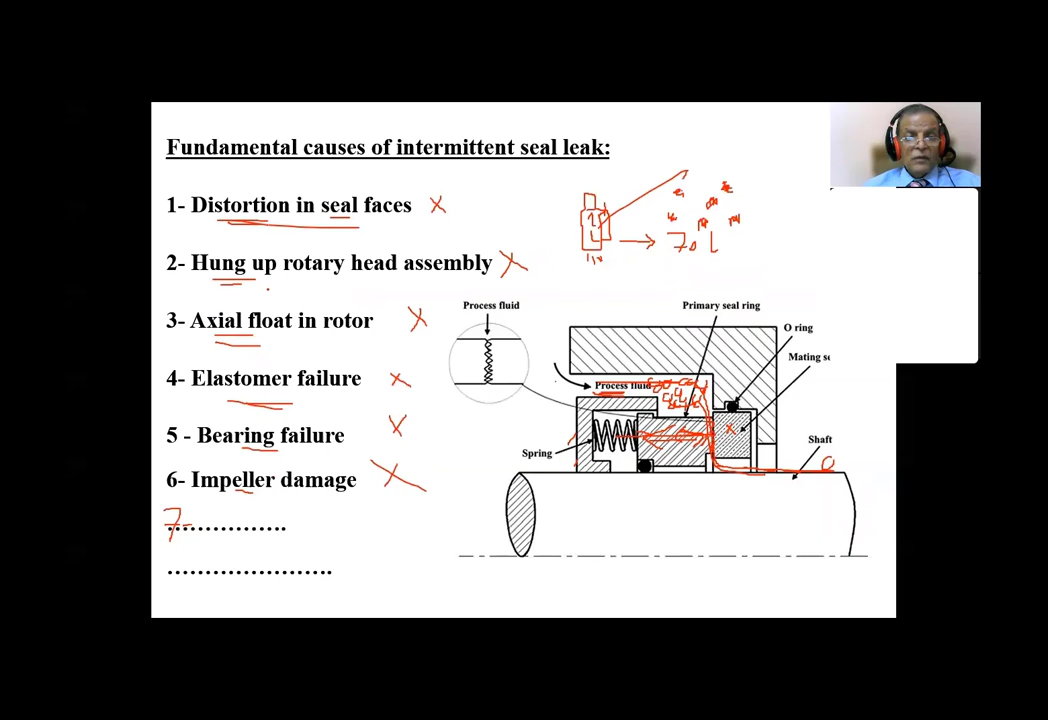 Fundamental causes of intermittent seal leak:
1- Distortion in seal faces
2- Hung up rotary head assembly
3- Axial float in rotor
4- Elastomer failure
5 - Bearing failure
6- Impeller damage
7-................
......................
Process fluid
Primary seal ring
O ring
Mating se
Process fluid
Spring
Shaft